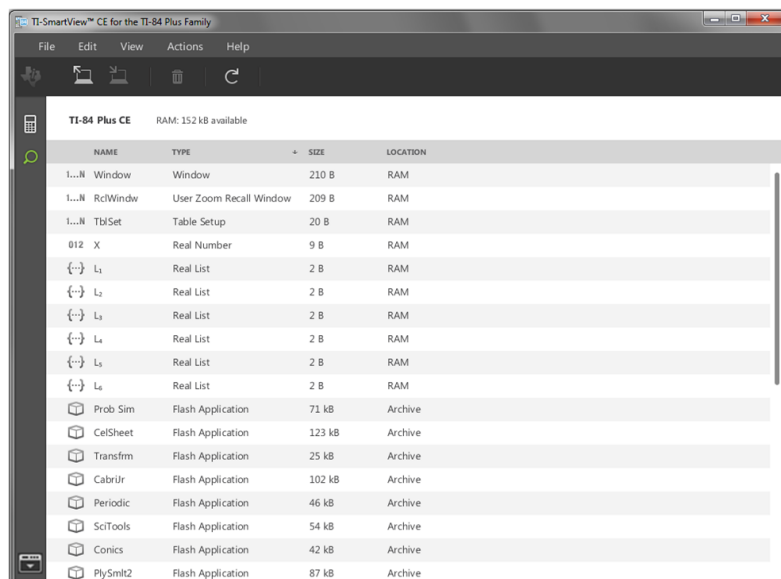 TI-SmartView™ CE for the TI-84 Plus Family
File Edit View Actions Help
TI-84 Plus CE RAM: 152 kB available
NAME TYPE SIZE LOCATION
1...N Window Window 210 B RAM
1...N RclWindw User Zoom Recall Window 209 B RAM
1...N TblSet Table Setup 20 B RAM
012 X Real Number 9 B RAM
{···} L₁ Real List 2 B RAM
{···} L₂ Real List 2 B RAM
{···} L₃ Real List 2 B RAM
{···} L₄ Real List 2 B RAM
{···} L₅ Real List 2 B RAM
{···} L₆ Real List 2 B RAM
Prob Sim Flash Application 71 kB Archive
CelSheet Flash Application 123 kB Archive
Transfrm Flash Application 25 kB Archive
CabriJr Flash Application 102 kB Archive
Periodic Flash Application 46 kB Archive
SciTools Flash Application 54 kB Archive
Conics Flash Application 42 kB Archive
PlySmlt2 Flash Application 87 kB Archive